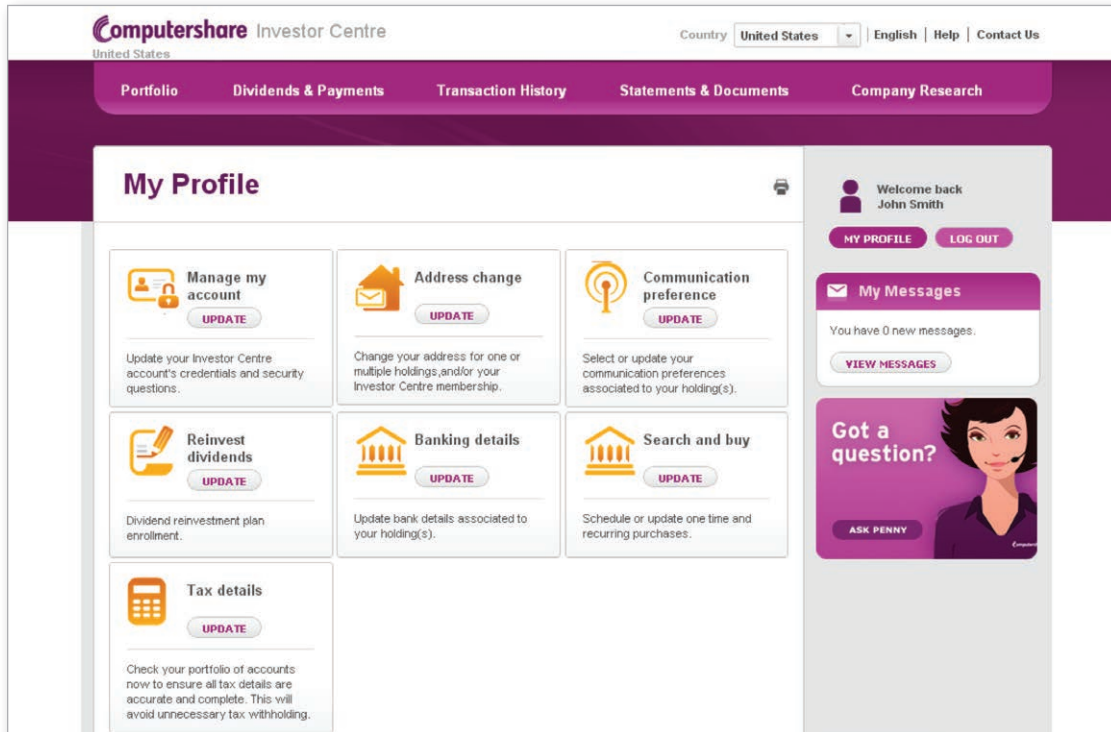 Computershare Investor Centre
United States
Country United States English | Help | Contact Us
Portfolio Dividends & Payments Transaction History Statements & Documents Company Research
My Profile
Welcome back
John Smith
MY PROFILE LOG OUT
Manage my
account
UPDATE
Update your Investor Centre
account's credentials and security
questions.
Address change
UPDATE
Change your address for one or
multiple holdings,and/or your
Investor Centre membership.
Communication
preference
UPDATE
Select or update your
communication preferences
associated to your holding(s).
Reinvest
dividends
UPDATE
Dividend reinvestment plan
enrollment.
Banking details
UPDATE
Update bank details associated to
your holding(s).
Search and buy
UPDATE
Schedule or update one time and
recurring purchases.
Tax details
UPDATE
Check your portfolio of accounts
now to ensure all tax details are
accurate and complete. This will
avoid unnecessary tax withholding.
My Messages
You have 0 new messages.
VIEW MESSAGES
Got a
question?
ASK PENNY